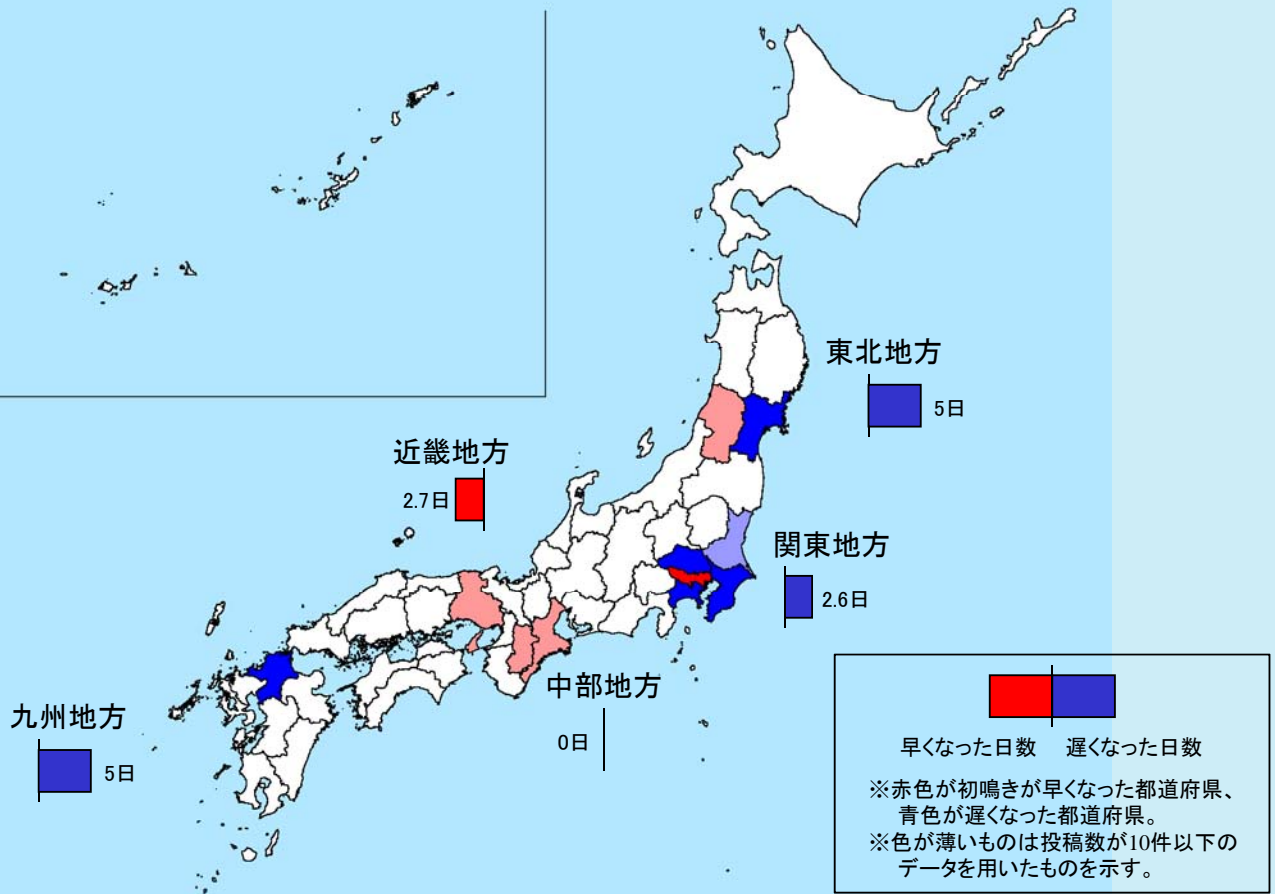 東北地方
5日
近畿地方
2.7日
関東地方
2.6日
中部地方
0日
九州地方
5日
早くなった日数 遅くなった日数
※赤色が初鳴きが早くなった都道府県、
青色が遅くなった都道府県。
※色が薄いものは投稿数が10件以下の
データを用いたものを示す。